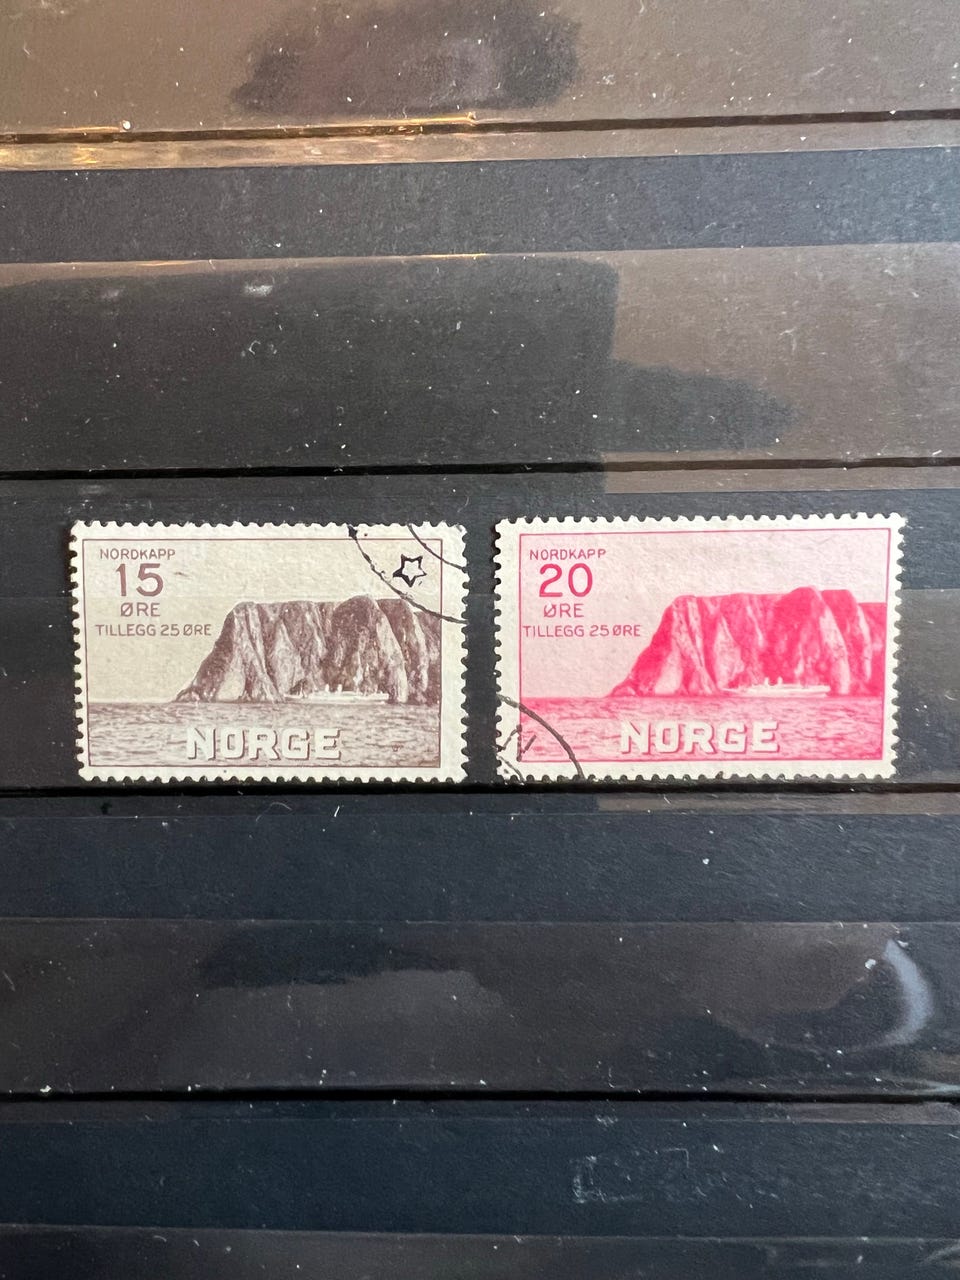 NORDKAPP
15
ØRE
TILLEGG 25 ØRE
NORGE
NORDKAPP
20
ØRE
TILLEGG 25 ØRE
NORGE
N